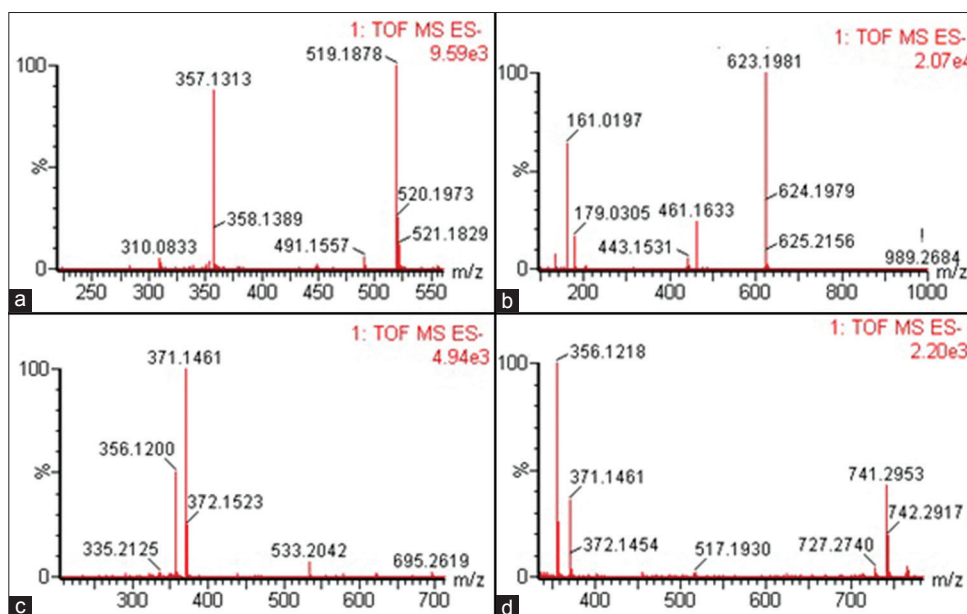 1: TOF MS ES-
9.59e3
519.1878
100
357.1313
%
520.1973
358.1389
521.1829
310.0833
491.1557
0
m/z
250 300 350 400 450 500 550
a
1: TOF MS ES-
2.07e4
623.1981
100
161.0197
%
624.1979
179.0305
461.1633
625.2156
443.1531
989.2684
0
m/z
200 400 600 800 1000
b
1: TOF MS ES-
4.94e3
371.1461
100
356.1200
%
372.1523
335.2125
533.2042
695.2619
0
m/z
300 400 500 600 700
c
1: TOF MS ES-
2.20e3
356.1218
100
741.2953
%
371.1461
742.2917
372.1454
517.1930
727.2740
0
m/z
400 500 600 700
d